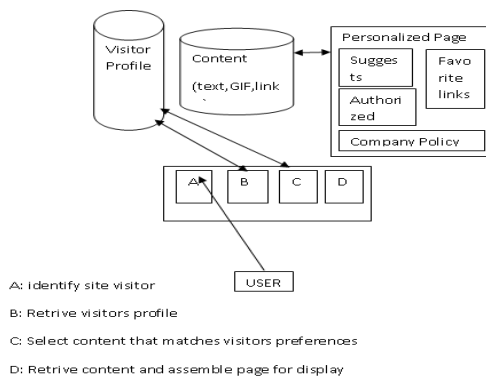 Visitor
Profile
Content
(text,GIF,link
Personalized Page
Sugges
ts
Favo
rite
links
Authori
zed
Company Policy
A
B
C
D
USER
A: identify site visitor
B: Retrive visitors profile
C: Select content that matches visitors preferences
D: Retrive content and assemble page for display